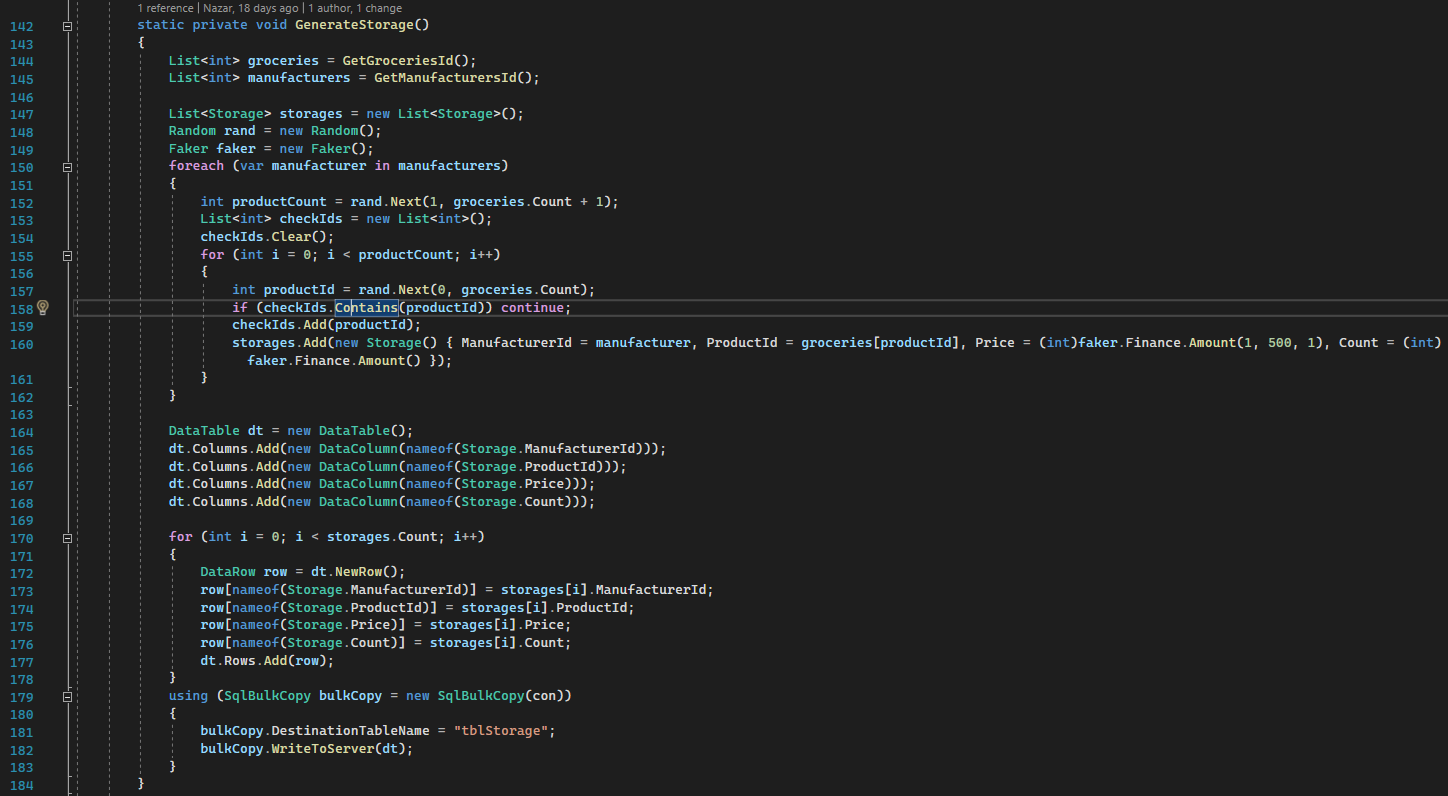 1 reference | Nazar, 18 days ago | 1 author, 1 change
142 static private void GenerateStorage()
143 {
144 List<int> groceries = GetGroceriesId();
145 List<int> manufacturers = GetManufactursId();
146
147 List<Storage> storages = new List<Storage>();
148 Random rand = new Random();
149 Faker faker = new Faker();
150 foreach (var manufacturer in manufacturers)
151 {
152 int productCount = rand.Next(1, groceries.Count + 1);
153 List<int> checkIds = new List<int>();
154 checkIds.Clear();
155 for (int i = 0; i < productCount; i++)
156 {
157 int productId = rand.Next(0, groceries.Count);
158 if (checkIds.Contains(productId)) continue;
159 checkIds.Add(productId);
160 storages.Add(new Storage() { ManufacturerId = manufacturer, ProductId = groceries[productId], Price = (int)faker.Finance.Amount(1, 500, 1), Count = (int)
faker.Finance.Amount() });
161 }
162 }
163
164 DataTable dt = new DataTable();
165 dt.Columns.Add(new DataColumn(nameof(Storage.ManufacturerId)));
166 dt.Columns.Add(new DataColumn(nameof(Storage.ProductId)));
167 dt.Columns.Add(new DataColumn(nameof(Storage.Price)));
168 dt.Columns.Add(new DataColumn(nameof(Storage.Count)));
169
170 for (int i = 0; i < storages.Count; i++)
171 {
172 DataRow row = dt.NewRow();
173 row[nameof(Storage.ManufacturerId)] = storages[i].ManufacturerId;
174 row[nameof(Storage.ProductId)] = storages[i].ProductId;
175 row[nameof(Storage.Price)] = storages[i].Price;
176 row[nameof(Storage.Count)] = storages[i].Count;
177 dt.Rows.Add(row);
178 }
179 using (SqlBulkCopy bulkCopy = new SqlBulkCopy(con))
180 {
181 bulkCopy.DestinationTableName = "tblStorage";
182 bulkCopy.WriteToServer(dt);
183 }
184 }